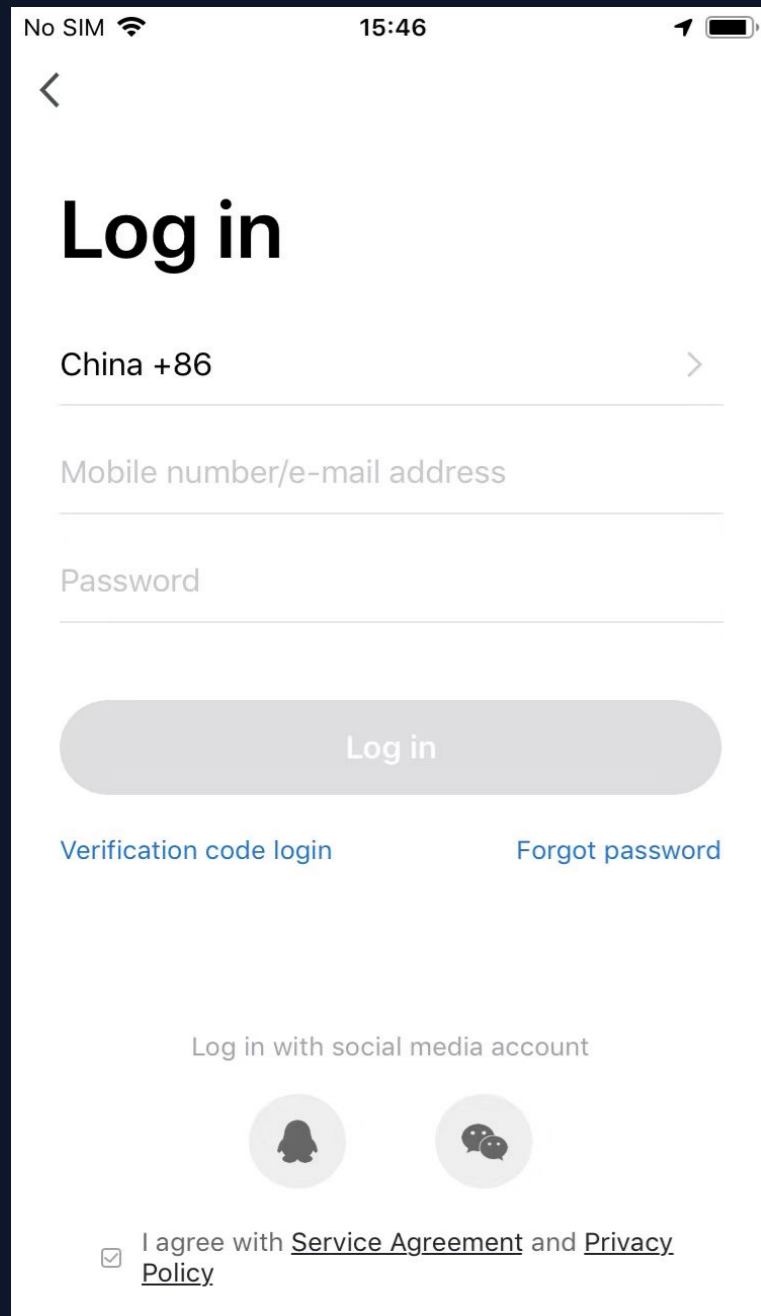 No SIM 15:46
Log in
China +86
Mobile number/e-mail address
Password
Log in
Verification code login Forgot password
Log in with social media account
I agree with Service Agreement and Privacy
Policy